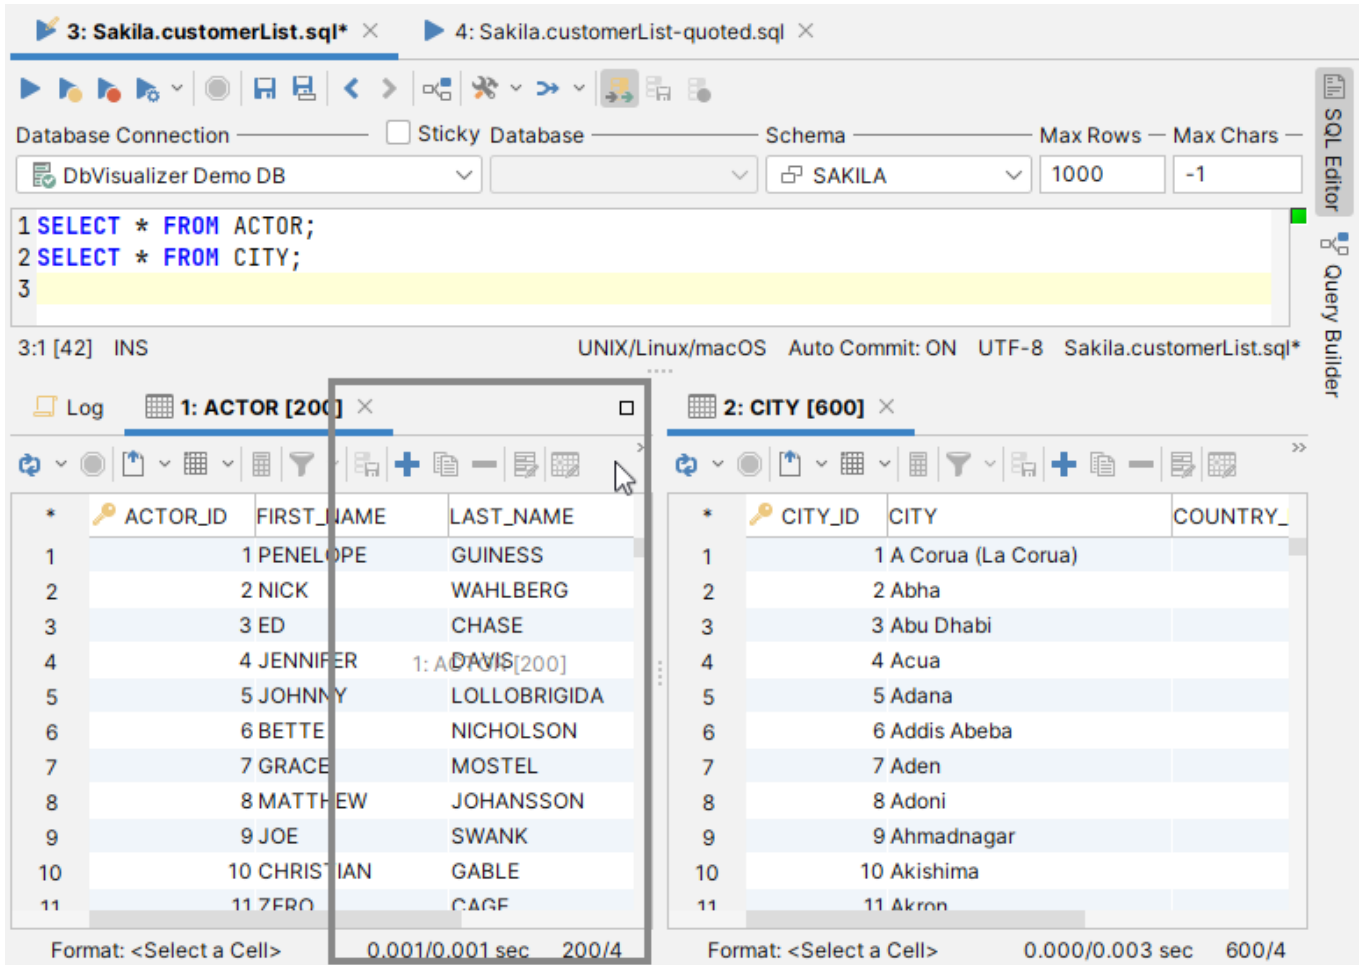 3: Sakila.customerList.sql* 4: Sakila.customerList-quoted.sql
Database Connection Sticky Database Schema Max Rows Max Chars
DbVisualizer Demo DB SAKILA 1000 -1
1 SELECT * FROM ACTOR;
2 SELECT * FROM CITY;
3
3:1 [42] INS UNIX/Linux/macOS Auto Commit: ON UTF-8 Sakila.customerList.sql*
SQL Editor
Query Builder
Log 1: ACTOR [200]
* ACTOR_ID FIRST_NAME LAST_NAME
1 1 PENELOPE GUINESS
2 2 NICK WAHLBERG
3 3 ED CHASE
4 4 JENNIFER DAVIS
1: ACTOR [200]
5 5 JOHNNY LOLLOBRIGIDA
6 6 BETTE NICHOLSON
7 7 GRACE MOSTEL
8 8 MATTHEW JOHANSSON
9 9 JOE SWANK
10 10 CHRISTIAN GABLE
11 11 ZERO CAGE
Format: <Select a Cell> 0.001/0.001 sec 200/4
2: CITY [600]
* CITY_ID CITY COUNTRY_
1 1 A Corua (La Corua)
2 2 Abha
3 3 Abu Dhabi
4 4 Acua
5 5 Adana
6 6 Addis Abeba
7 7 Aden
8 8 Adoni
9 9 Ahmadnagar
10 10 Akishima
11 11 Akron
Format: <Select a Cell> 0.000/0.003 sec 600/4